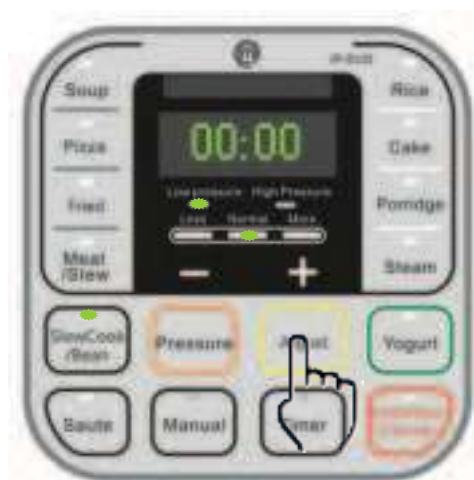 Soup
Rice
Pizza
00:00
Cake
Low pressure High Pressure
Less Normal More
Fried
Porridge
Meat
/Stew
− +
Steam
SlowCook
/Bean
Pressure
Yogurt
Saute
Manual